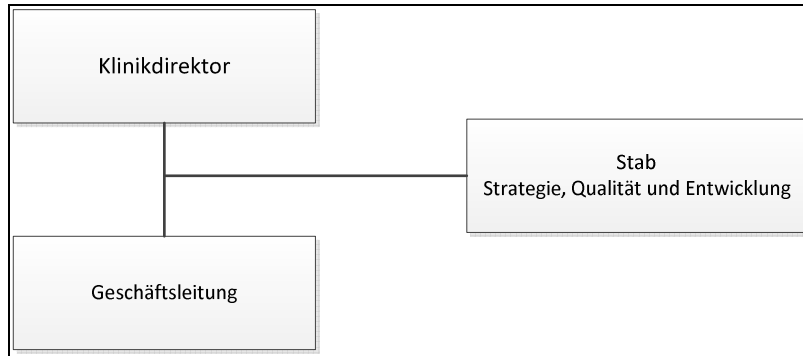 Klinikdirektor
Stab
Strategie, Qualität und Entwicklung
Geschäftsleitung